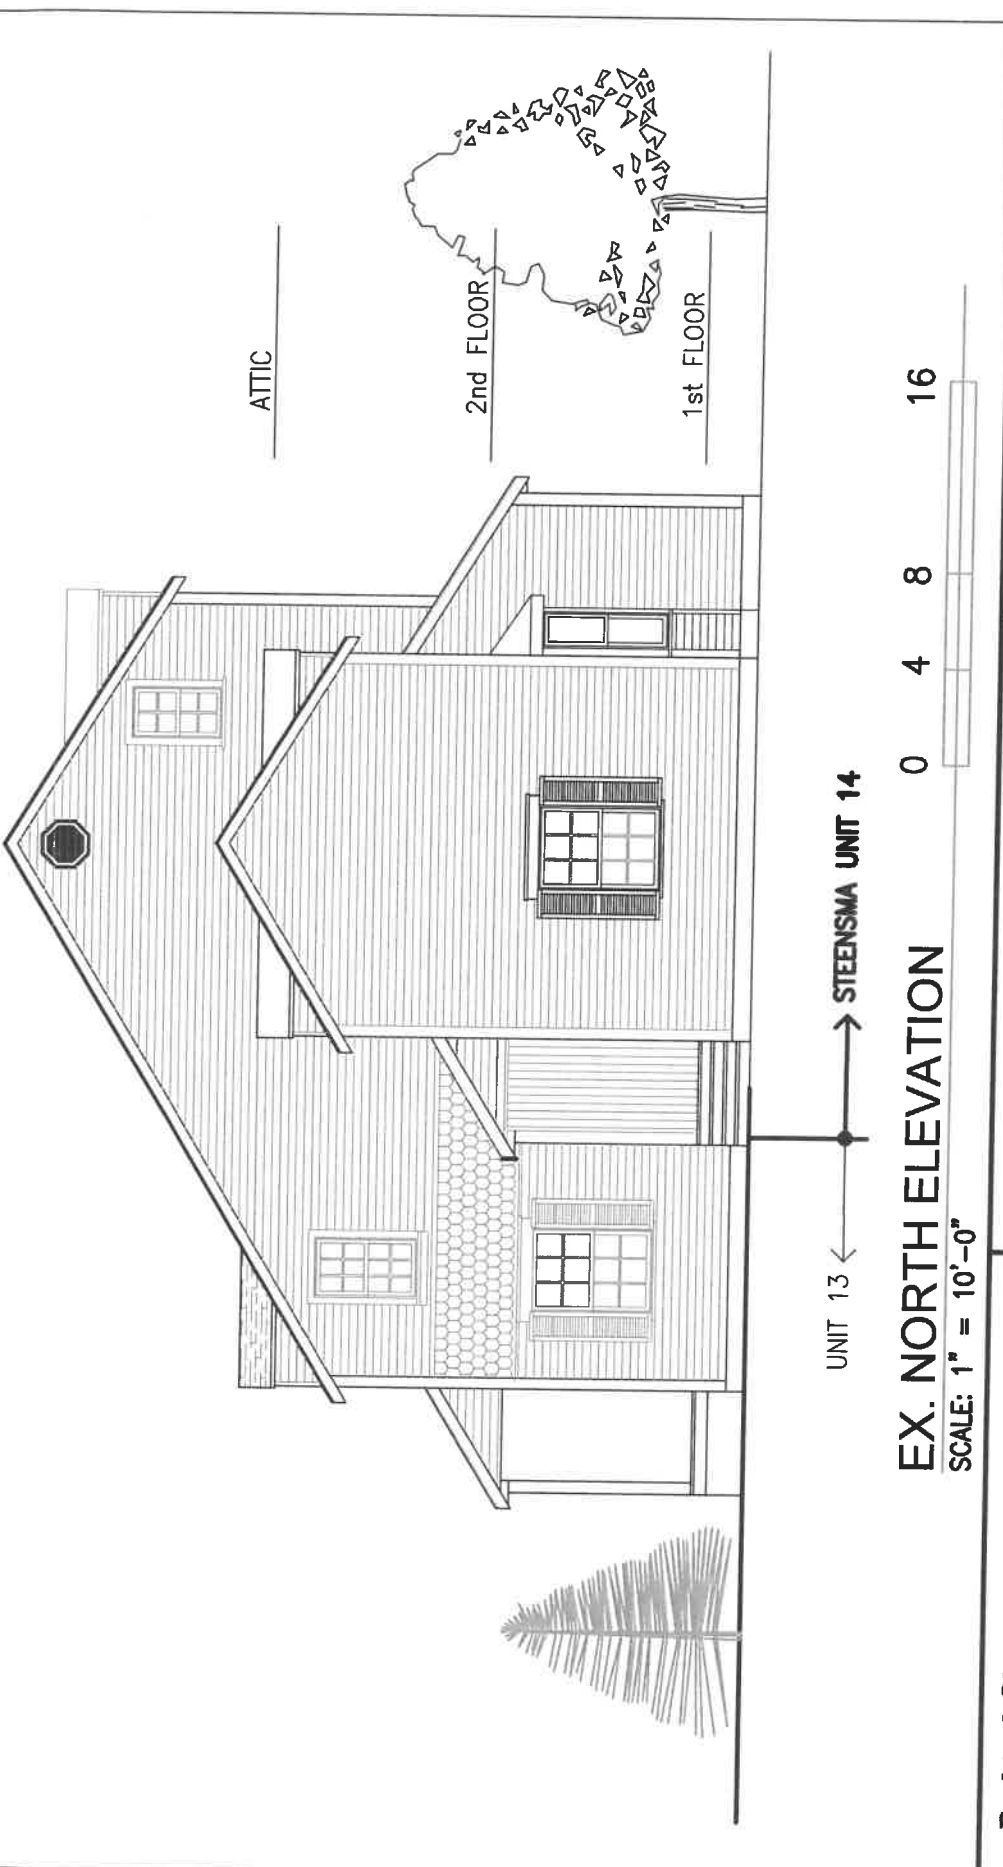 ATTIC
2nd FLOOR
1st FLOOR
UNIT 13
STEENSMA UNIT 14
EX. NORTH ELEVATION
SCALE: 1" = 10'-0"
0 4 8 16